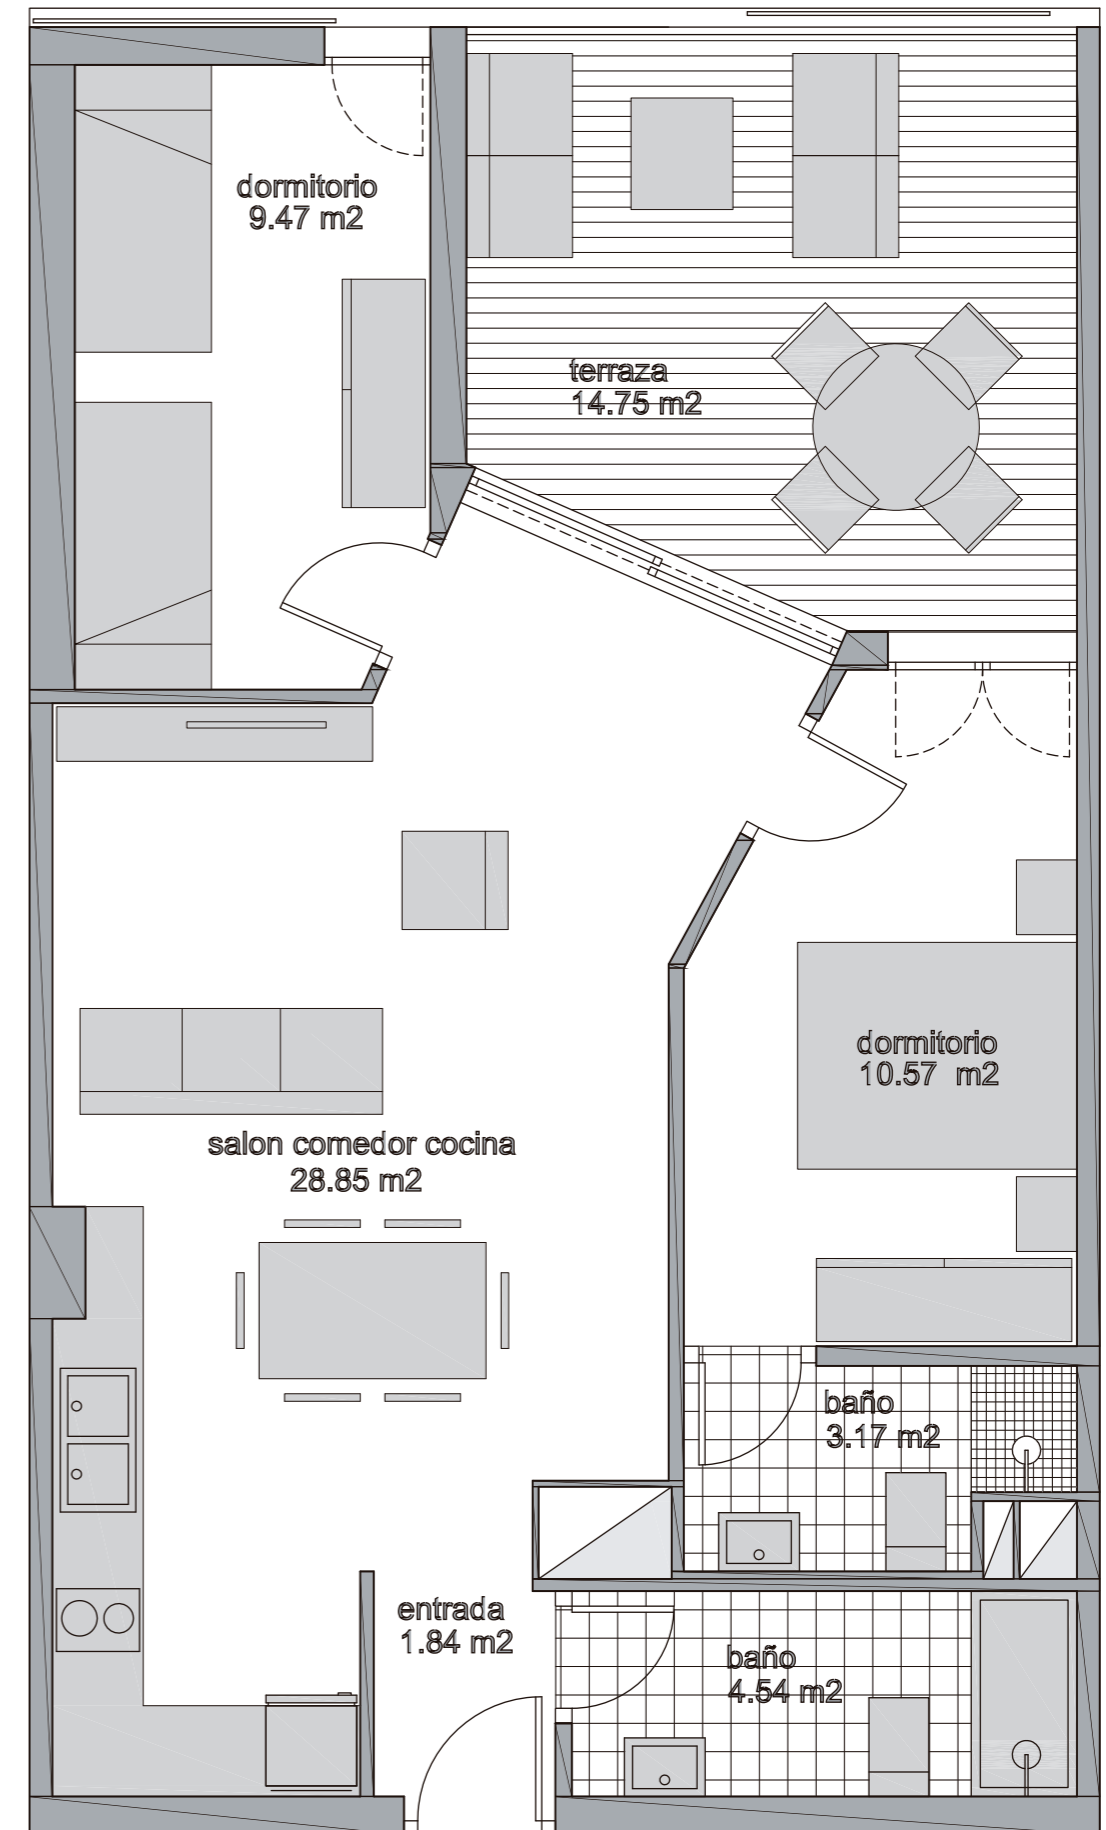 dormitorio
9.47 m2
terraza
14.75 m2
dormitorio
10.57 m2
salon comedor cocina
28.85 m2
baño
3.17 m2
entrada
1.84 m2
baño
4.54 m2